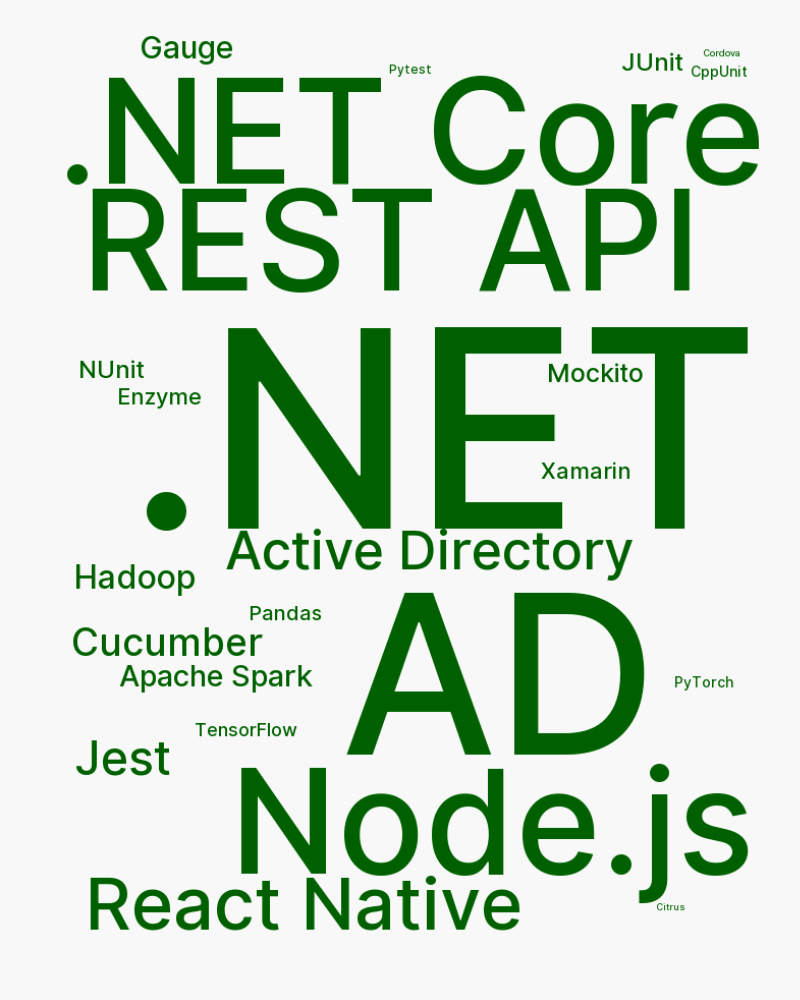 Gauge
Pytest
JUnit
Cordova
CppUnit
.NET Core
REST API
.NET
NUnit
Mockito
Enzyme
Xamarin
Active Directory
Hadoop
AD
Pandas
Cucumber
Apache Spark
PyTorch
TensorFlow
Jest
Node.js
React Native
Citrus